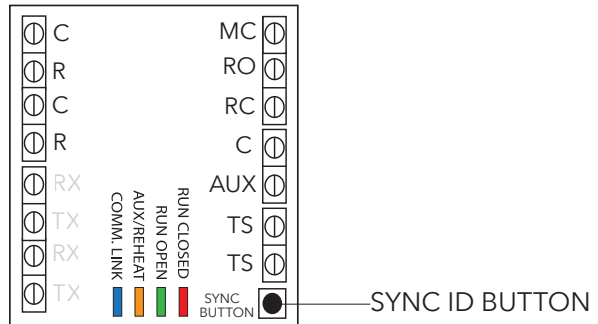 C
R
C
R
RX
TX
RX
TX
COMM. LINK
AUX/REHEAT
RUN OPEN
RUN CLOSED
MC
RO
RC
C
AUX
TS
TS
SYNC
BUTTON
SYNC ID BUTTON